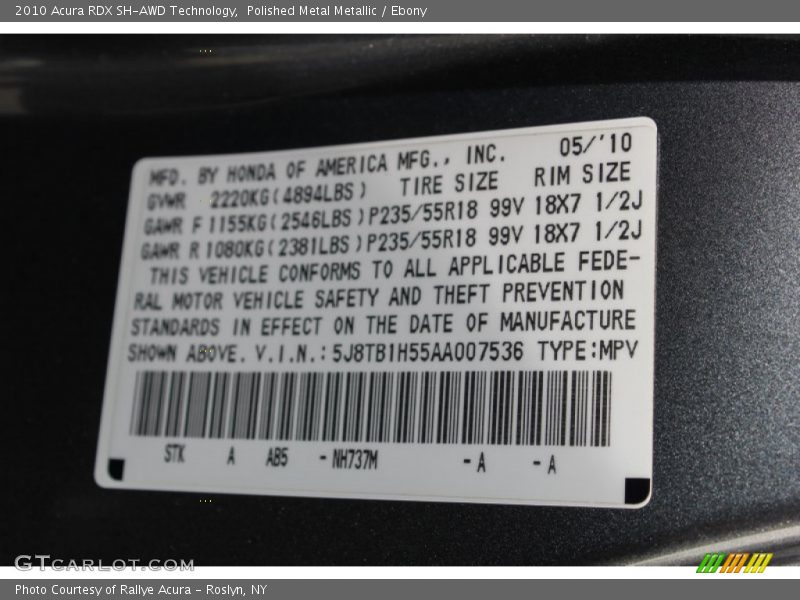 2010 Acura RDX SH-AWD Technology,  Polished Metal Metallic / Ebony
MFD. BY HONDA OF AMERICA MFG., INC. 05/'10
GVWR 2220KG(4894LBS) TIRE SIZE RIM SIZE
GAWR F 1155KG(2546LBS)P235/55R18 99V 18X7 1/2J
GAWR R 1080KG(2381LBS)P235/55R18 99V 18X7 1/2J
THIS VEHICLE CONFORMS TO ALL APPLICABLE FEDE-
RAL MOTOR VEHICLE SAFETY AND THEFT PREVENTION
STANDARDS IN EFFECT ON THE DATE OF MANUFACTURE
SHOWN ABOVE. V.I.N.:5J8TB1H55AA007536 TYPE:MPV
STK A AB5 -NH737M -A -A
GTCARLOT.COM
Photo Courtesy of Rallye Acura - Roslyn, NY